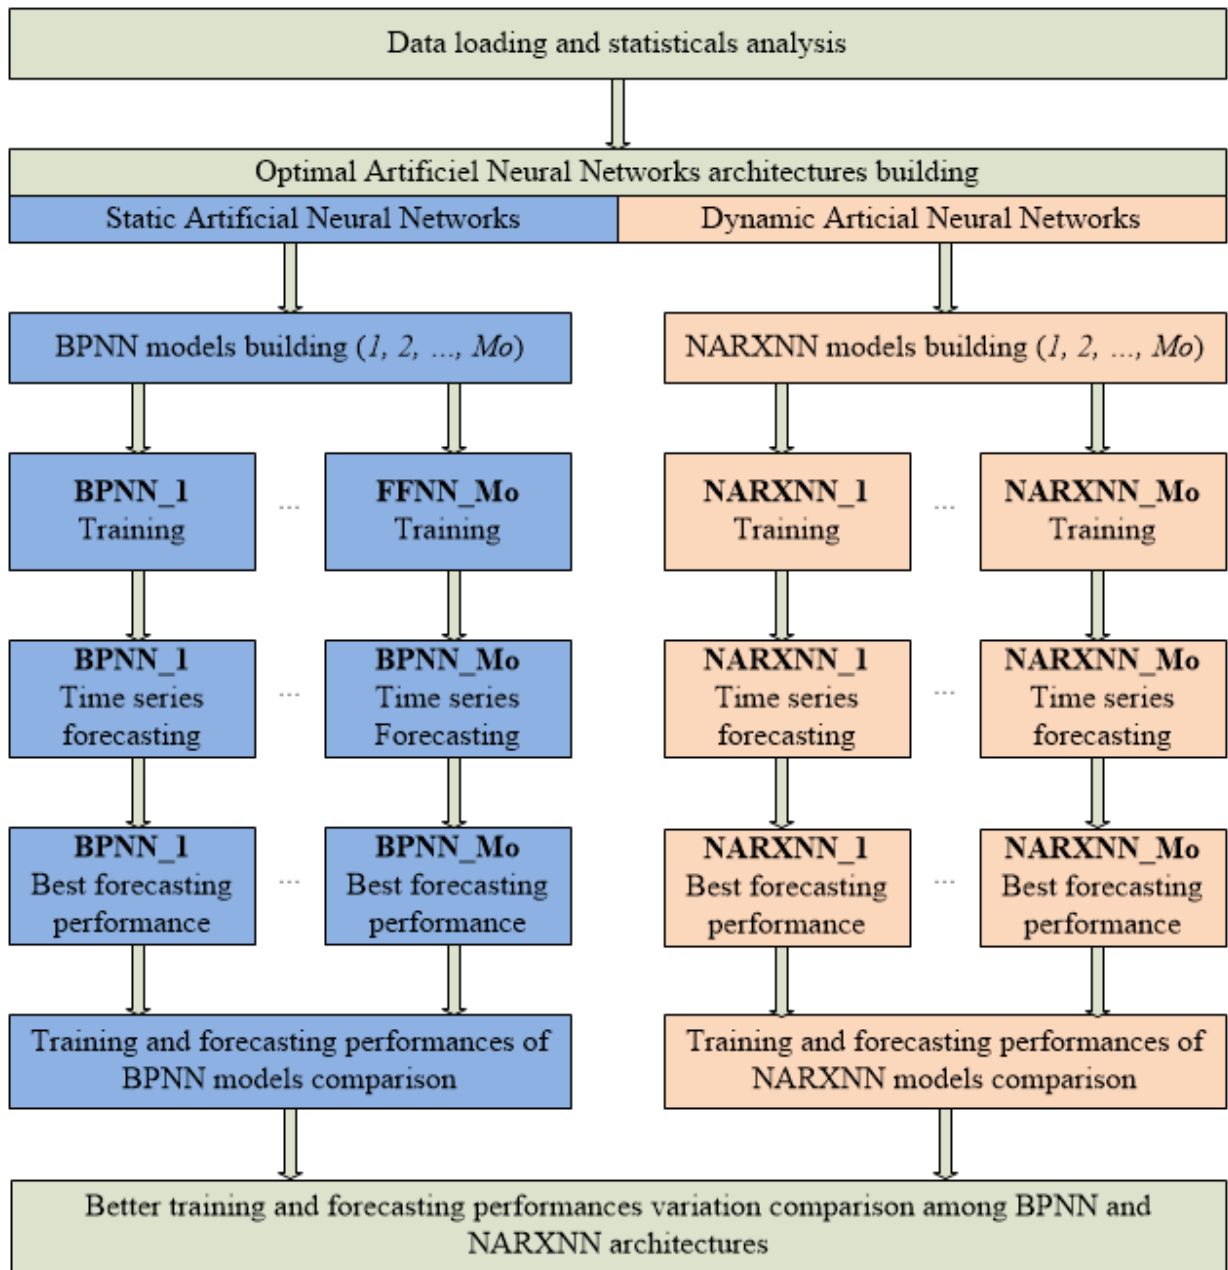 Data loading and statisticals analysis
Optimal Artificiel Neural Networks architectures building
Static Artificial Neural Networks
Dynamic Articial Neural Networks
BPNN models building (1, 2, ..., Mo)
NARXNN models building (1, 2, ..., Mo)
BPNN_1
Training
...
FFNN_Mo
Training
NARXNN_1
Training
...
NARXNN_Mo
Training
BPNN_1
Time series
forecasting
...
BPNN_Mo
Time series
Forecasting
NARXNN_1
Time series
forecasting
...
NARXNN_Mo
Time series
forecasting
BPNN_1
Best forecasting
performance
...
BPNN_Mo
Best forecasting
performance
NARXNN_1
Best forecasting
performance
...
NARXNN_Mo
Best forecasting
performance
Training and forecasting performances of
BPNN models comparison
Training and forecasting performances of
NARXNN models comparison
Better training and forecasting performances variation comparison among BPNN and
NARXNN architectures